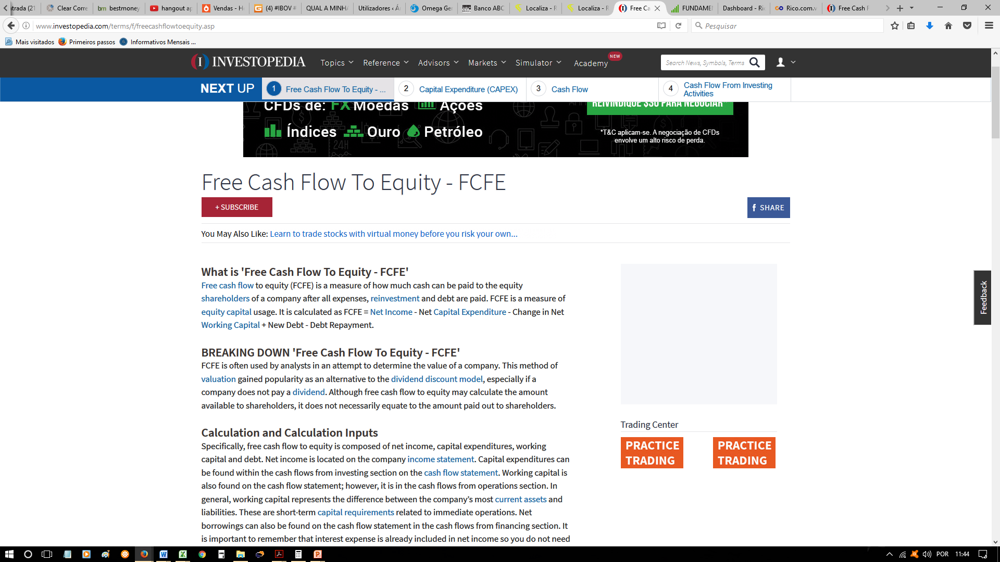 ntrada (21 Clear Corre bestmoney hangout ap Vendas - H (4) #IBOV # QUAL A MINHA Utilizadores ‹ Á Omega Ger Banco ABC Localiza - R Localiza - R Free Ca FUNDAMEN Dashboard - Ric Rico.com.v Free Cash F
www.investopedia.com/terms/f/freecashflowtoequity.asp Pesquisar
Mais visitados Primeiros passos Informativos Mensais ...
INVESTOPEDIA Topics Reference Advisors Markets Simulator Academy NEW Search News, Symbols, Terms
NEXT UP 1 Free Cash Flow To Equity - ... 2 Capital Expenditure (CAPEX) 3 Cash Flow 4 Cash Flow From Investing Activities
CFDs de: FX Moedas Ações
REIVINDIQUE $30 PARA NEGOCIAR*
Índices Ouro Petróleo
24H
*T&C aplicam-se. A negociação de CFDs
envolve um alto risco de perda.
Free Cash Flow To Equity - FCFE
+ SUBSCRIBE
f SHARE
You May Also Like: Learn to trade stocks with virtual money before you risk your own...
What is 'Free Cash Flow To Equity - FCFE'
Free cash flow to equity (FCFE) is a measure of how much cash can be paid to the equity
shareholders of a company after all expenses, reinvestment and debt are paid. FCFE is a measure of
equity capital usage. It is calculated as FCFE = Net Income - Net Capital Expenditure - Change in Net
Working Capital + New Debt - Debt Repayment.
BREAKING DOWN 'Free Cash Flow To Equity - FCFE'
FCFE is often used by analysts in an attempt to determine the value of a company. This method of
valuation gained popularity as an alternative to the dividend discount model, especially if a
company does not pay a dividend. Although free cash flow to equity may calculate the amount
available to shareholders, it does not necessarily equate to the amount paid out to shareholders.
Calculation and Calculation Inputs
Specifically, free cash flow to equity is composed of net income, capital expenditures, working
capital and debt. Net income is located on the company income statement. Capital expenditures can
be found within the cash flows from investing section on the cash flow statement. Working capital is
also found on the cash flow statement; however, it is in the cash flows from operations section. In
general, working capital represents the difference between the company’s most current assets and
liabilities. These are short-term capital requirements related to immediate operations. Net
borrowings can also be found on the cash flow statement in the cash flows from financing section. It
is important to remember that interest expense is already included in net income so you do not need
Feedback
Trading Center
PRACTICE
TRADING
PRACTICE
TRADING
POR 11:44